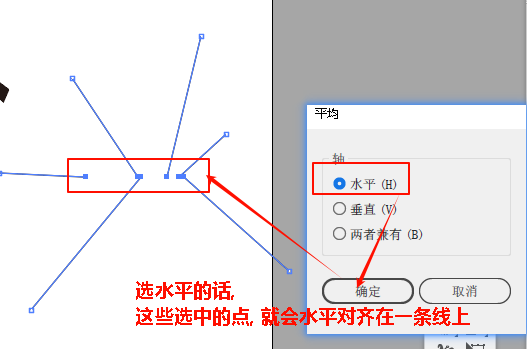 平均
轴
水平 (H)
垂直 (V)
两者兼有 (B)
确定
取消
选水平的话,
这些选中的点, 就会水平对齐在一条线上